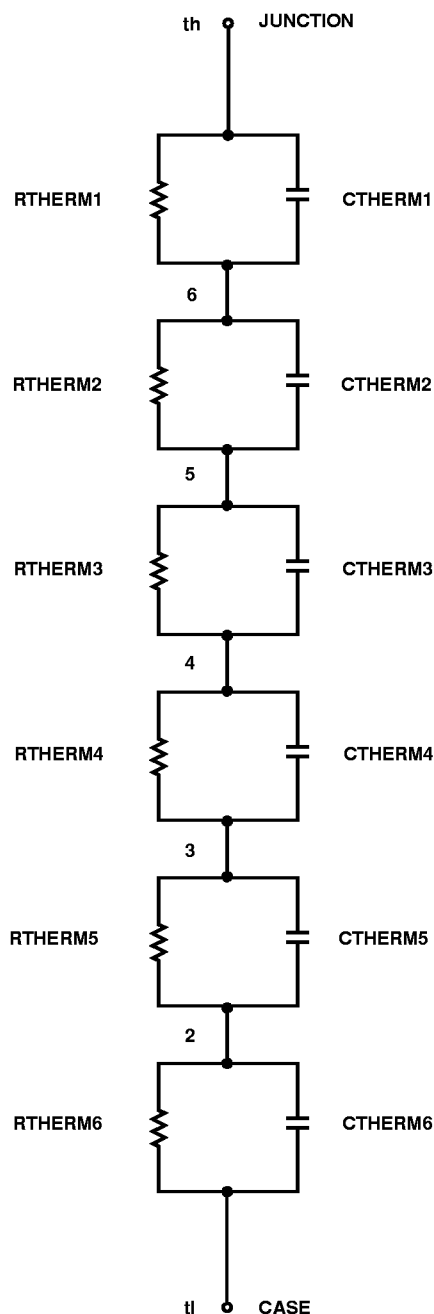 th JUNCTION
RTHERM1 CTHERM1
6
RTHERM2 CTHERM2
5
RTHERM3 CTHERM3
4
RTHERM4 CTHERM4
3
RTHERM5 CTHERM5
2
RTHERM6 CTHERM6
tl CASE